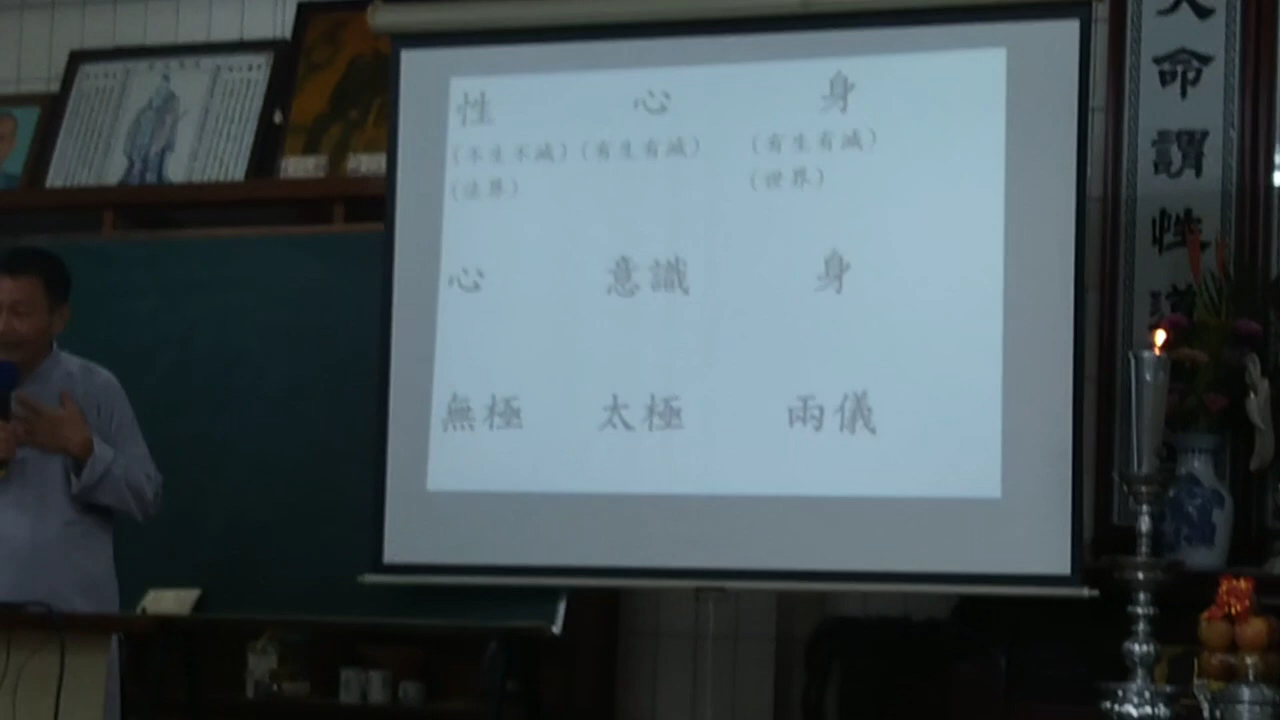 性 心 身
(不生不滅) (有生有滅) (有生有滅)
(法界) (世界)
心 意識 身
無極 太極 兩儀
天命謂性道